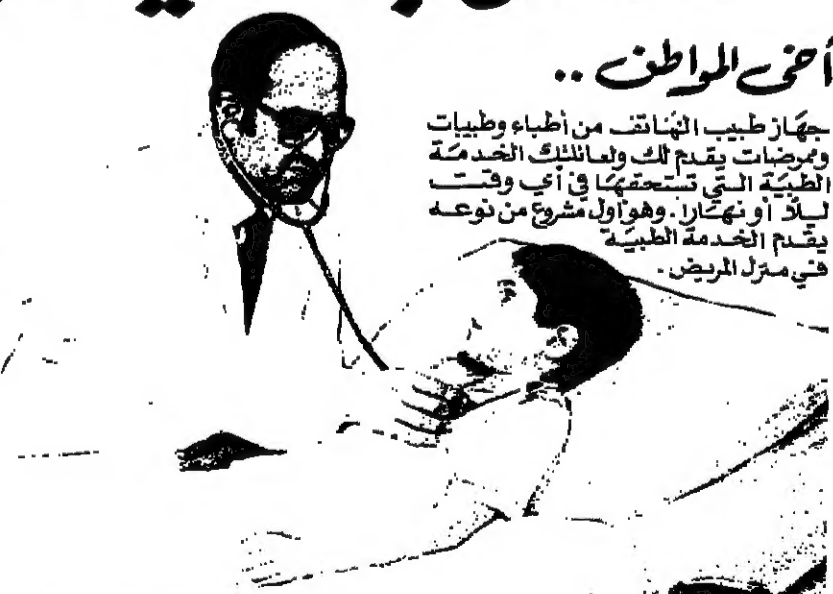 أخي المواطن ..
جهاز طبيب الهاتف من أطباء وطبيبات
وممرضات يقدم لك ولعائلتك الخدمة
الطبية التي تستحقها في أي وقت
ليلاً أو نهاراً. وهو أول مشروع من نوعه
يقدم الخدمة الطبية
في منزل المريض.